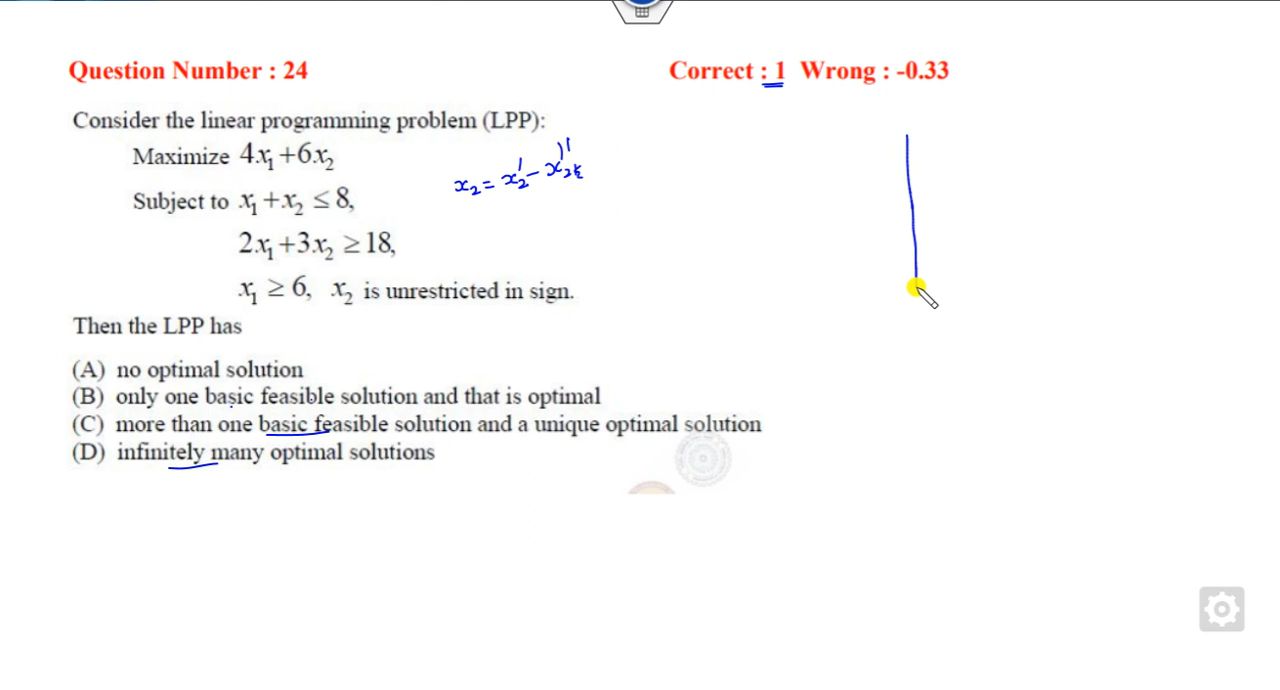 Question Number : 24 Correct : 1 Wrong : -0.33
Consider the linear programming problem (LPP):
Maximize 4x₁+6x₂
x₂ = x₂' - x₂''
Subject to x₁+x₂ ≤ 8,
2x₁+3x₂ ≥ 18,
x₁ ≥ 6, x₂ is unrestricted in sign.
Then the LPP has
(A) no optimal solution
(B) only one basic feasible solution and that is optimal
(C) more than one basic feasible solution and a unique optimal solution
(D) infinitely many optimal solutions